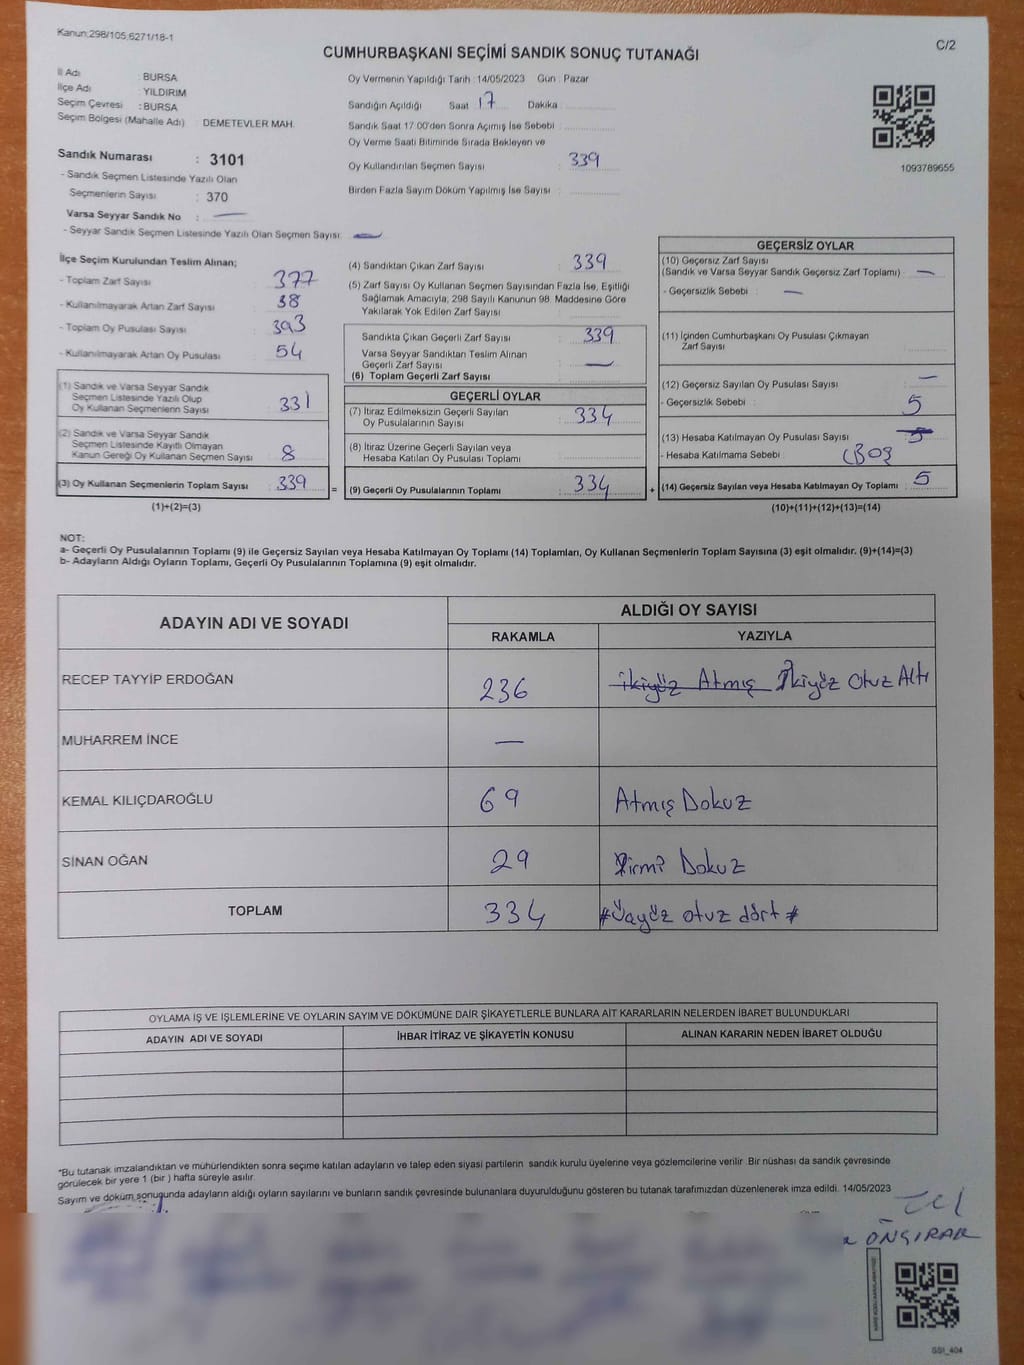 Kanun:298/105,6271/18-1
C/2
CUMHURBAŞKANI SEÇİMİ SANDIK SONUÇ TUTANAĞI
İl Adı : BURSA
İlçe Adı : YILDIRIM
Seçim Çevresi : BURSA
Seçim Bölgesi (Mahalle Adı) DEMETEVLER MAH.
Sandık Numarası : 3101
- Sandık Seçmen Listesinde Yazılı Olan
Seçmenlerin Sayısı : 370
Varsa Seyyar Sandık No : —
- Seyyar Sandık Seçmen Listesinde Yazılı Olan Seçmen Sayısı: —
Oy Vermenin Yapıldığı Tarih :14/05/2023 Gün : Pazar
Sandığın Açıldığı Saat 17 Dakika
Sandık Saat 17:00'den Sonra Açımış İse Sebebi :
Oy Verme Saati Bitiminde Sırada Bekleyen ve
Oy Kullandırılan Seçmen Sayısı : 339
Birden Fazla Sayım Döküm Yapılmış İse Sayısı :
1093789655
İlçe Seçim Kurulundan Teslim Alınan;
- Toplam Zarf Sayısı : 377
- Kullanılmayarak Artan Zarf Sayısı : 38
- Toplam Oy Pusulası Sayısı : 393
- Kullanılmayarak Artan Oy Pusulası : 54
(1) Sandık ve Varsa Seyyar Sandık
Seçmen Listesinde Yazılı Olup
Oy Kullanan Seçmenlerin Sayısı : 331
(2) Sandık ve Varsa Seyyar Sandık
Seçmen Listesinde Kayıtlı Olmayan
Kanun Gereği Oy Kullanan Seçmen Sayısı : 8
(3) Oy Kullanan Seçmenlerin Toplam Sayısı : 339
(1)+(2)=(3)
(4) Sandıktan Çıkan Zarf Sayısı : 339
(5) Zarf Sayısı Oy Kullanan Seçmen Sayısından Fazla İse, Eşitliği
Sağlamak Amacıyla, 298 Sayılı Kanunun 98. Maddesine Göre
Yakılarak Yok Edilen Zarf Sayısı :
Sandıkta Çıkan Geçerli Zarf Sayısı : 339
Varsa Seyyar Sandıktan Teslim Alınan
Geçerli Zarf Sayısı : —
(6) Toplam Geçerli Zarf Sayısı :
GEÇERLİ OYLAR
(7) İtiraz Edilmeksizin Geçerli Sayılan
Oy Pusulalarının Sayısı : 334
(8) İtiraz Üzerine Geçerli Sayılan veya
Hesaba Katılan Oy Pusulası Toplamı :
= (9) Geçerli Oy Pusulalarının Toplamı : 334 +
GEÇERSİZ OYLAR
(10) Geçersiz Zarf Sayısı
(Sandık ve Varsa Seyyar Sandık Geçersiz Zarf Toplamı) : —
- Geçersizlik Sebebi : —
(11) İçinden Cumhurbaşkanı Oy Pusulası Çıkmayan
Zarf Sayısı :
(12) Geçersiz Sayılan Oy Pusulası Sayısı : —
- Geçersizlik Sebebi : 5
(13) Hesaba Katılmayan Oy Pusulası Sayısı : 5
- Hesaba Katılmama Sebebi : (BOŞ
(14) Geçersiz Sayılan veya Hesaba Katılmayan Oy Toplamı : 5
(10)+(11)+(12)+(13)=(14)
NOT:
a- Geçerli Oy Pusulalarının Toplamı (9) ile Geçersiz Sayılan veya Hesaba Katılmayan Oy Toplamı (14) Toplamları, Oy Kullanan Seçmenlerin Toplam Sayısına (3) eşit olmalıdır. (9)+(14)=(3)
b- Adayların Aldığı Oyların Toplamı, Geçerli Oy Pusulalarının Toplamına (9) eşit olmalıdır.
ADAYIN ADI VE SOYADI ALDIĞI OY SAYISI
RAKAMLA YAZIYLA
RECEP TAYYİP ERDOĞAN 236 ikiyüz Atmış İkiyüz Otuz Altı
MUHARREM İNCE —
KEMAL KILIÇDAROĞLU 69 Atmış Dokuz
SİNAN OĞAN 29 Yirmi Dokuz
TOPLAM 334 #Üçyüz otuz dört #
OYLAMA İŞ VE İŞLEMLERİNE VE OYLARIN SAYIM VE DÖKÜMÜNE DAİR ŞİKAYETLERLE BUNLARA AİT KARARLARIN NELERDEN İBARET BULUNDUKLARI
ADAYIN ADI VE SOYADI İHBAR İTİRAZ VE ŞİKAYETİN KONUSU ALINAN KARARIN NEDEN İBARET OLDUĞU
*Bu tutanak imzalandıktan ve mühürlendikten sonra seçime katılan adayların ve talep eden siyasi partilerin sandık kurulu üyelerine veya gözlemcilerine verilir. Bir nüshası da sandık çevresinde
görülecek bir yere 1 (bir ) hafta süreyle asılır.
Sayım ve döküm sonugunda adayların aldığı oyların sayılarını ve bunların sandık çevresinde bulunanlara duyurulduğunu gösteren bu tutanak tarafımızdan düzenlenerek imza edildi. 14/05/2023
ÖNGIRAK
GSI_404